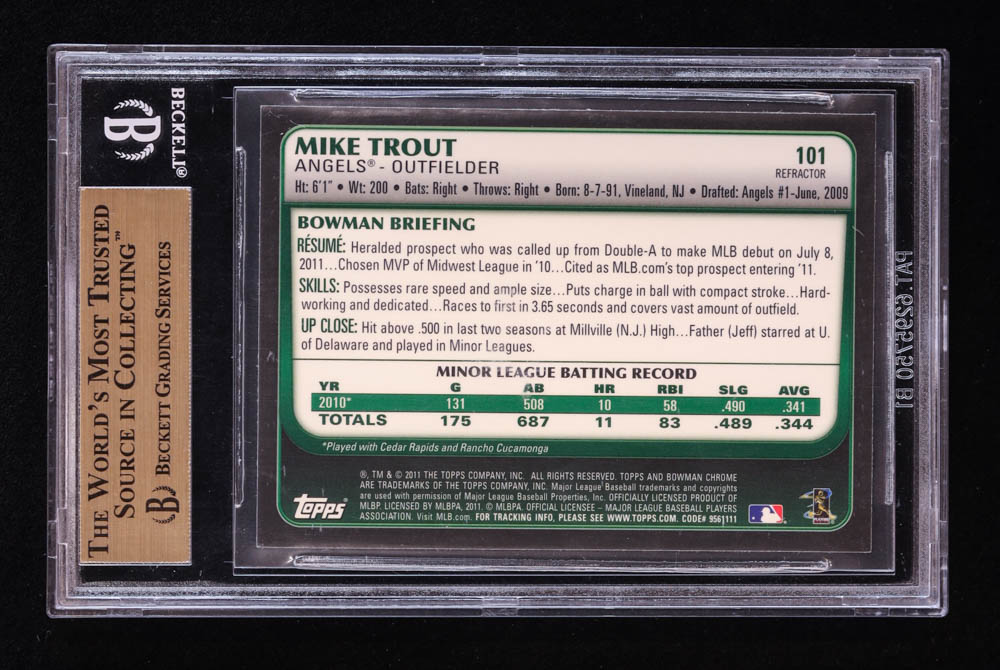 BECKETT®
B
THE WORLD'S MOST TRUSTED
SOURCE IN COLLECTING™
B BECKETT GRADING SERVICES
MIKE TROUT
ANGELS® - OUTFIELDER
101
REFRACTOR
Ht: 6'1" • Wt: 200 • Bats: Right • Throws: Right • Born: 8-7-91, Vineland, NJ • Drafted: Angels #1-June, 2009
BOWMAN BRIEFING
RÉSUMÉ: Heralded prospect who was called up from Double-A to make MLB debut on July 8,
2011...Chosen MVP of Midwest League in '10...Cited as MLB.com's top prospect entering '11.
SKILLS: Possesses rare speed and ample size...Puts charge in ball with compact stroke...Hard-
working and dedicated...Races to first in 3.65 seconds and covers vast amount of outfield.
UP CLOSE: Hit above .500 in last two seasons at Millville (N.J.) High...Father (Jeff) starred at U.
of Delaware and played in Minor Leagues.
MINOR LEAGUE BATTING RECORD
YR G AB HR RBI SLG AVG
2010* 131 508 10 58 .490 .341
TOTALS 175 687 11 83 .489 .344
*Played with Cedar Rapids and Rancho Cucamonga
®, TM & © 2011 THE TOPPS COMPANY, INC. ALL RIGHTS RESERVED. TOPPS AND BOWMAN CHROME
ARE TRADEMARKS OF THE TOPPS COMPANY, INC. Major League Baseball trademarks and copyrights
are used with permission of Major League Baseball Properties, Inc. OFFICIALLY LICENSED PRODUCT OF
MLBP. LICENSED BY MLBPA, 2011. © MLBPA. OFFICIAL LICENSEE – MAJOR LEAGUE BASEBALL PLAYERS
ASSOCIATION. Visit MLB.com. FOR TRACKING INFO, PLEASE SEE WWW.TOPPS.COM. CODE# 9561111
Topps®
PAT. 6295750 B1